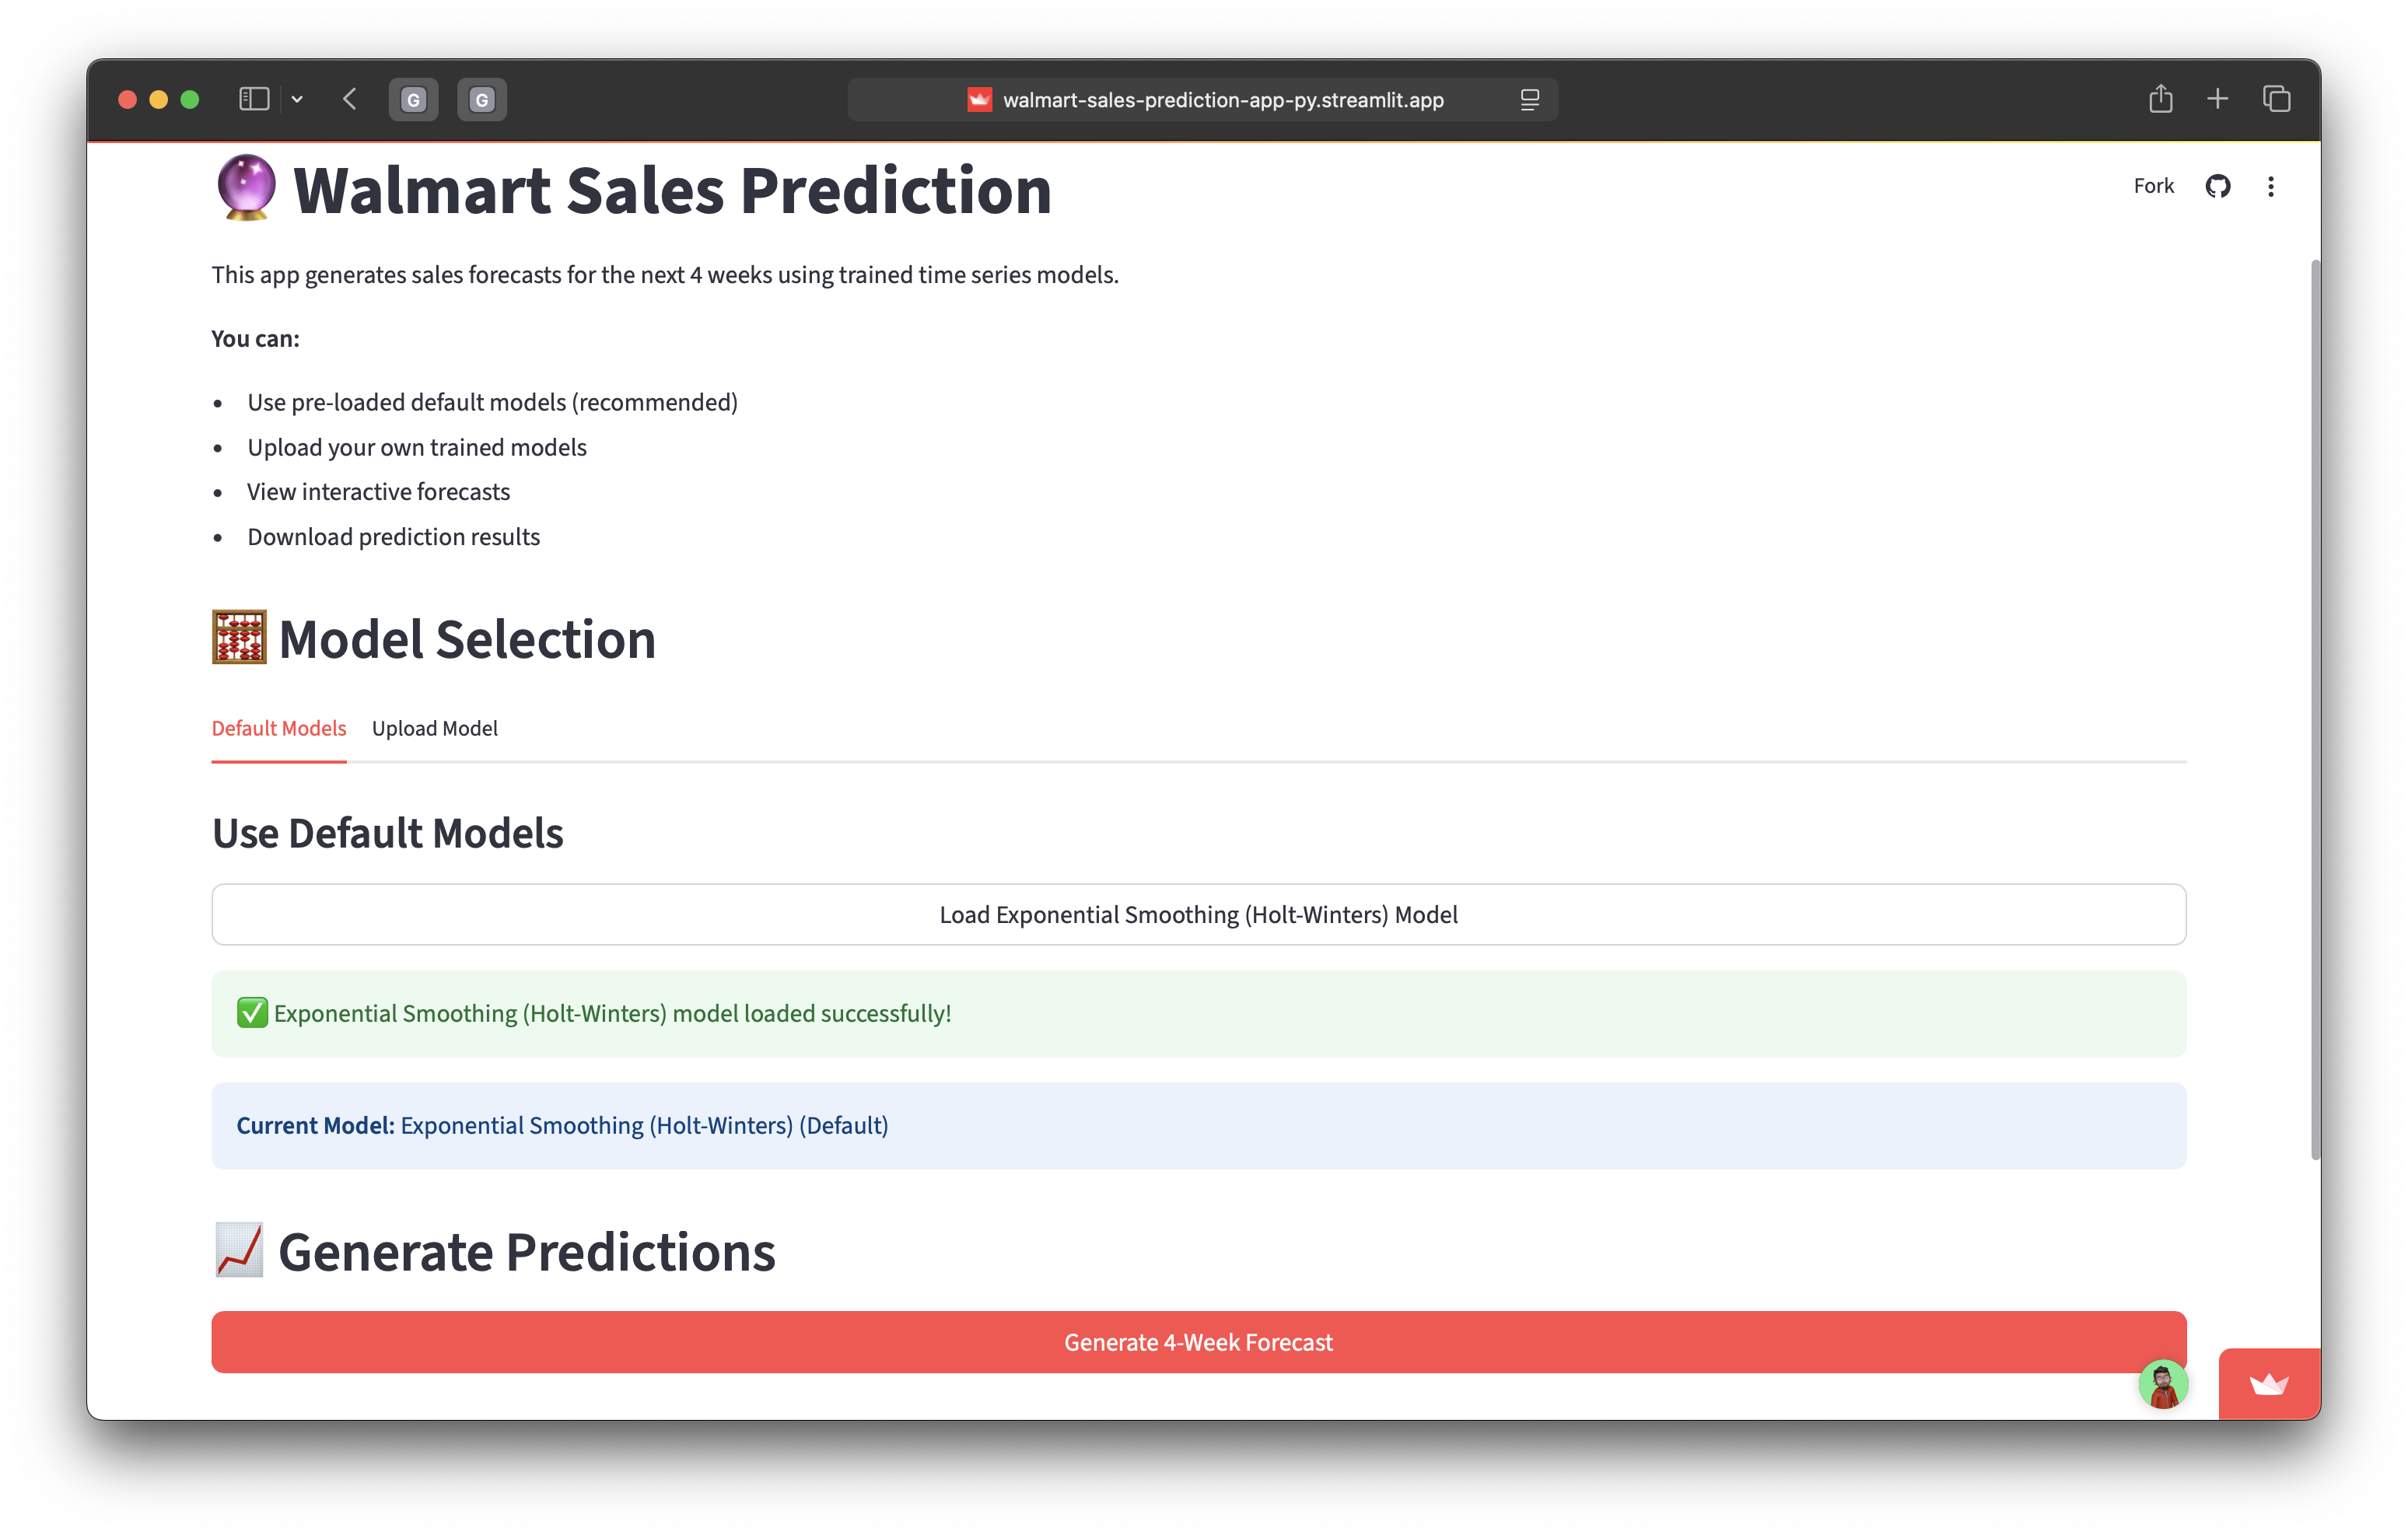 G
G
walmart-sales-prediction-app-py.streamlit.app
Walmart Sales Prediction
Fork
This app generates sales forecasts for the next 4 weeks using trained time series models.
You can:
• Use pre-loaded default models (recommended)
• Upload your own trained models
• View interactive forecasts
• Download prediction results
Model Selection
Default Models
Upload Model
Use Default Models
Load Exponential Smoothing (Holt-Winters) Model
Exponential Smoothing (Holt-Winters) model loaded successfully!
Current Model: Exponential Smoothing (Holt-Winters) (Default)
Generate Predictions
Generate 4-Week Forecast